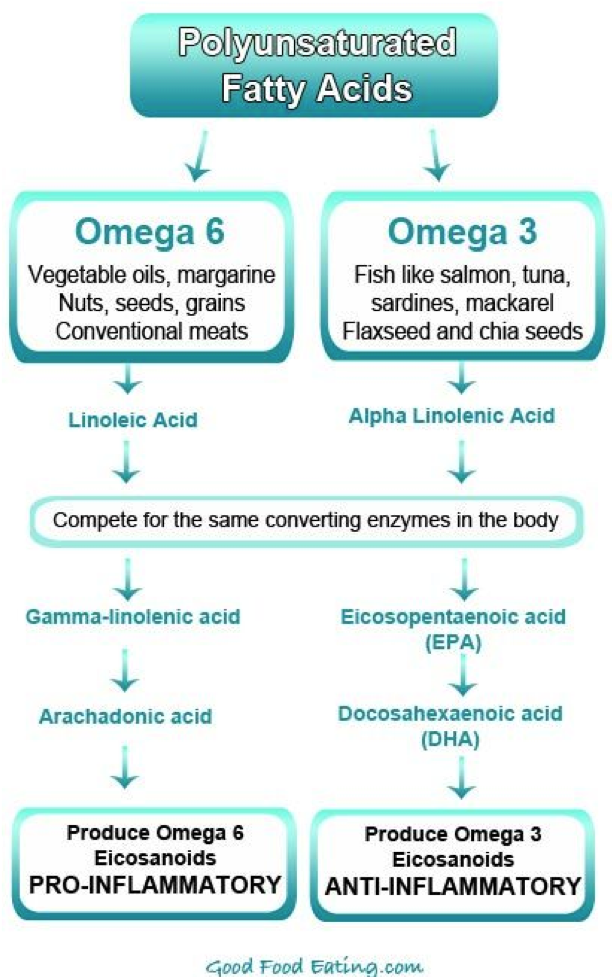 Polyunsaturated
Fatty Acids
Omega 6
Vegetable oils, margarine
Nuts, seeds, grains
Conventional meats
Omega 3
Fish like salmon, tuna,
sardines, mackarel
Flaxseed and chia seeds
Linoleic Acid
Alpha Linolenic Acid
Compete for the same converting enzymes in the body
Gamma-linolenic acid
Eicosopentaenoic acid
(EPA)
Arachadonic acid
Docosahexaenoic acid
(DHA)
Produce Omega 6
Eicosanoids
PRO-INFLAMMATORY
Produce Omega 3
Eicosanoids
ANTI-INFLAMMATORY
Good Food Eating.com